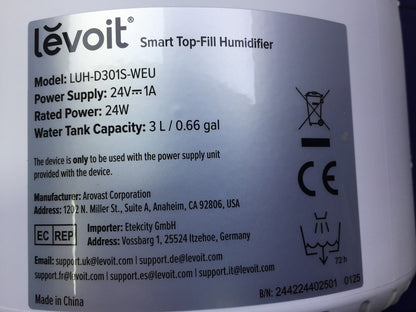 levoit® Smart Top-Fill Humidifier
Model: LUH-D301S-WEU
Power Supply: 24V⎓1A
Rated Power: 24W
Water Tank Capacity: 3 L / 0.66 gal
The device is only to be used with the power supply unit
provided with the device.
Manufacturer: Arovast Corporation
Address: 1202 N. Miller St., Suite A, Anaheim, CA 92806, USA
EC REP
Importer: Etekcity GmbH
Address: Vossbarg 1, 25524 Itzehoe, Germany
Email:
support.uk@levoit.com | support.de@levoit.com
support.fr@levoit.com | support.es@levoit.com | support.it@levoit.com
Made in China
CE
72 h
B/N: 244224402501 0125